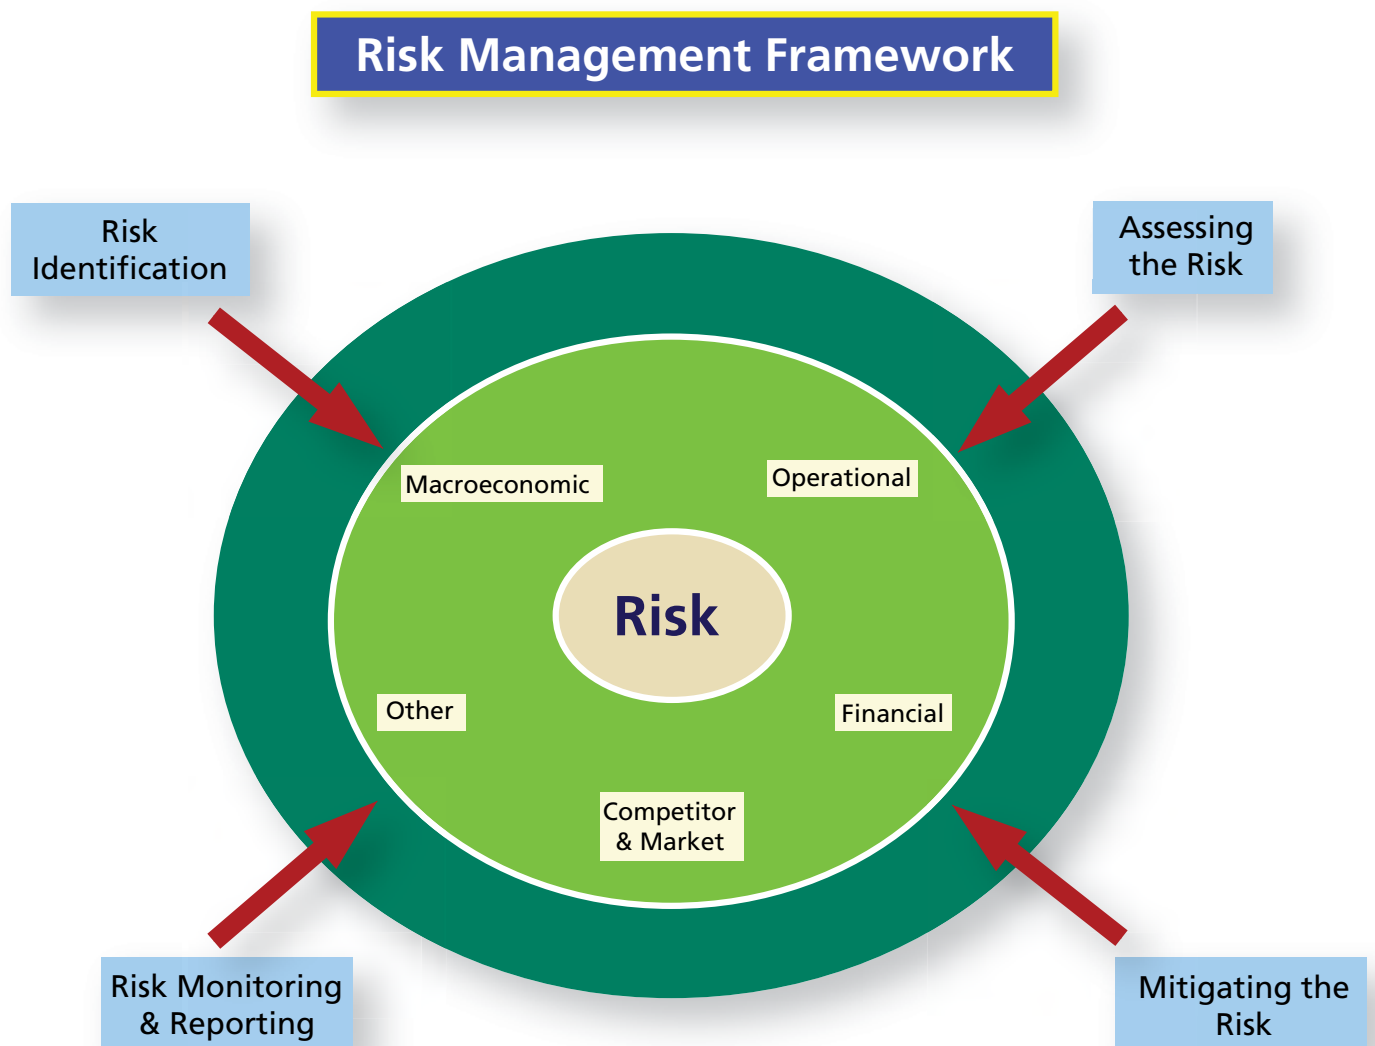 Risk Management Framework
Risk
Identification
Assessing
the Risk
Macroeconomic
Operational
Risk
Other
Financial
Competitor
& Market
Risk Monitoring
& Reporting
Mitigating the
Risk